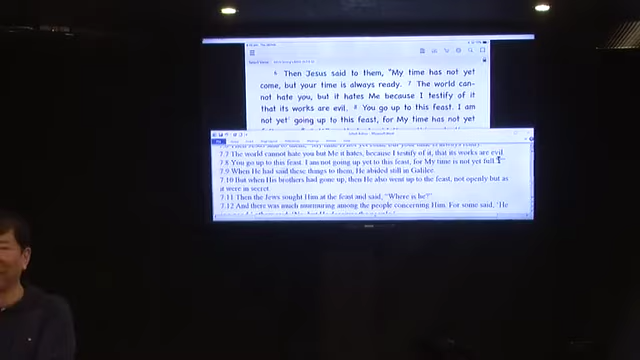 6 Then Jesus said to them, "My time has not yet
come, but your time is always ready. 7 The world can-
not hate you, but it hates Me because I testify of it
that its works are evil. 8 You go up to this feast. I am
not yet going up to this feast, for My time has not yet
7.7 The world cannot hate you but Me it hates, because I testify of it, that its works are evil
7.8 You go up to this feast. I am not going up yet to this feast, for My time is not yet full
7.9 When He had said these things to them, He abided still in Galilee.
7.10 But when His brothers had gone up, then He also went up to the feast, not openly but as
it were in secret.
7.11 Then the Jews sought Him at the feast and said, "Where is he?"
7.12 And there was much murmuring among the people concerning Him. For some said, 'He